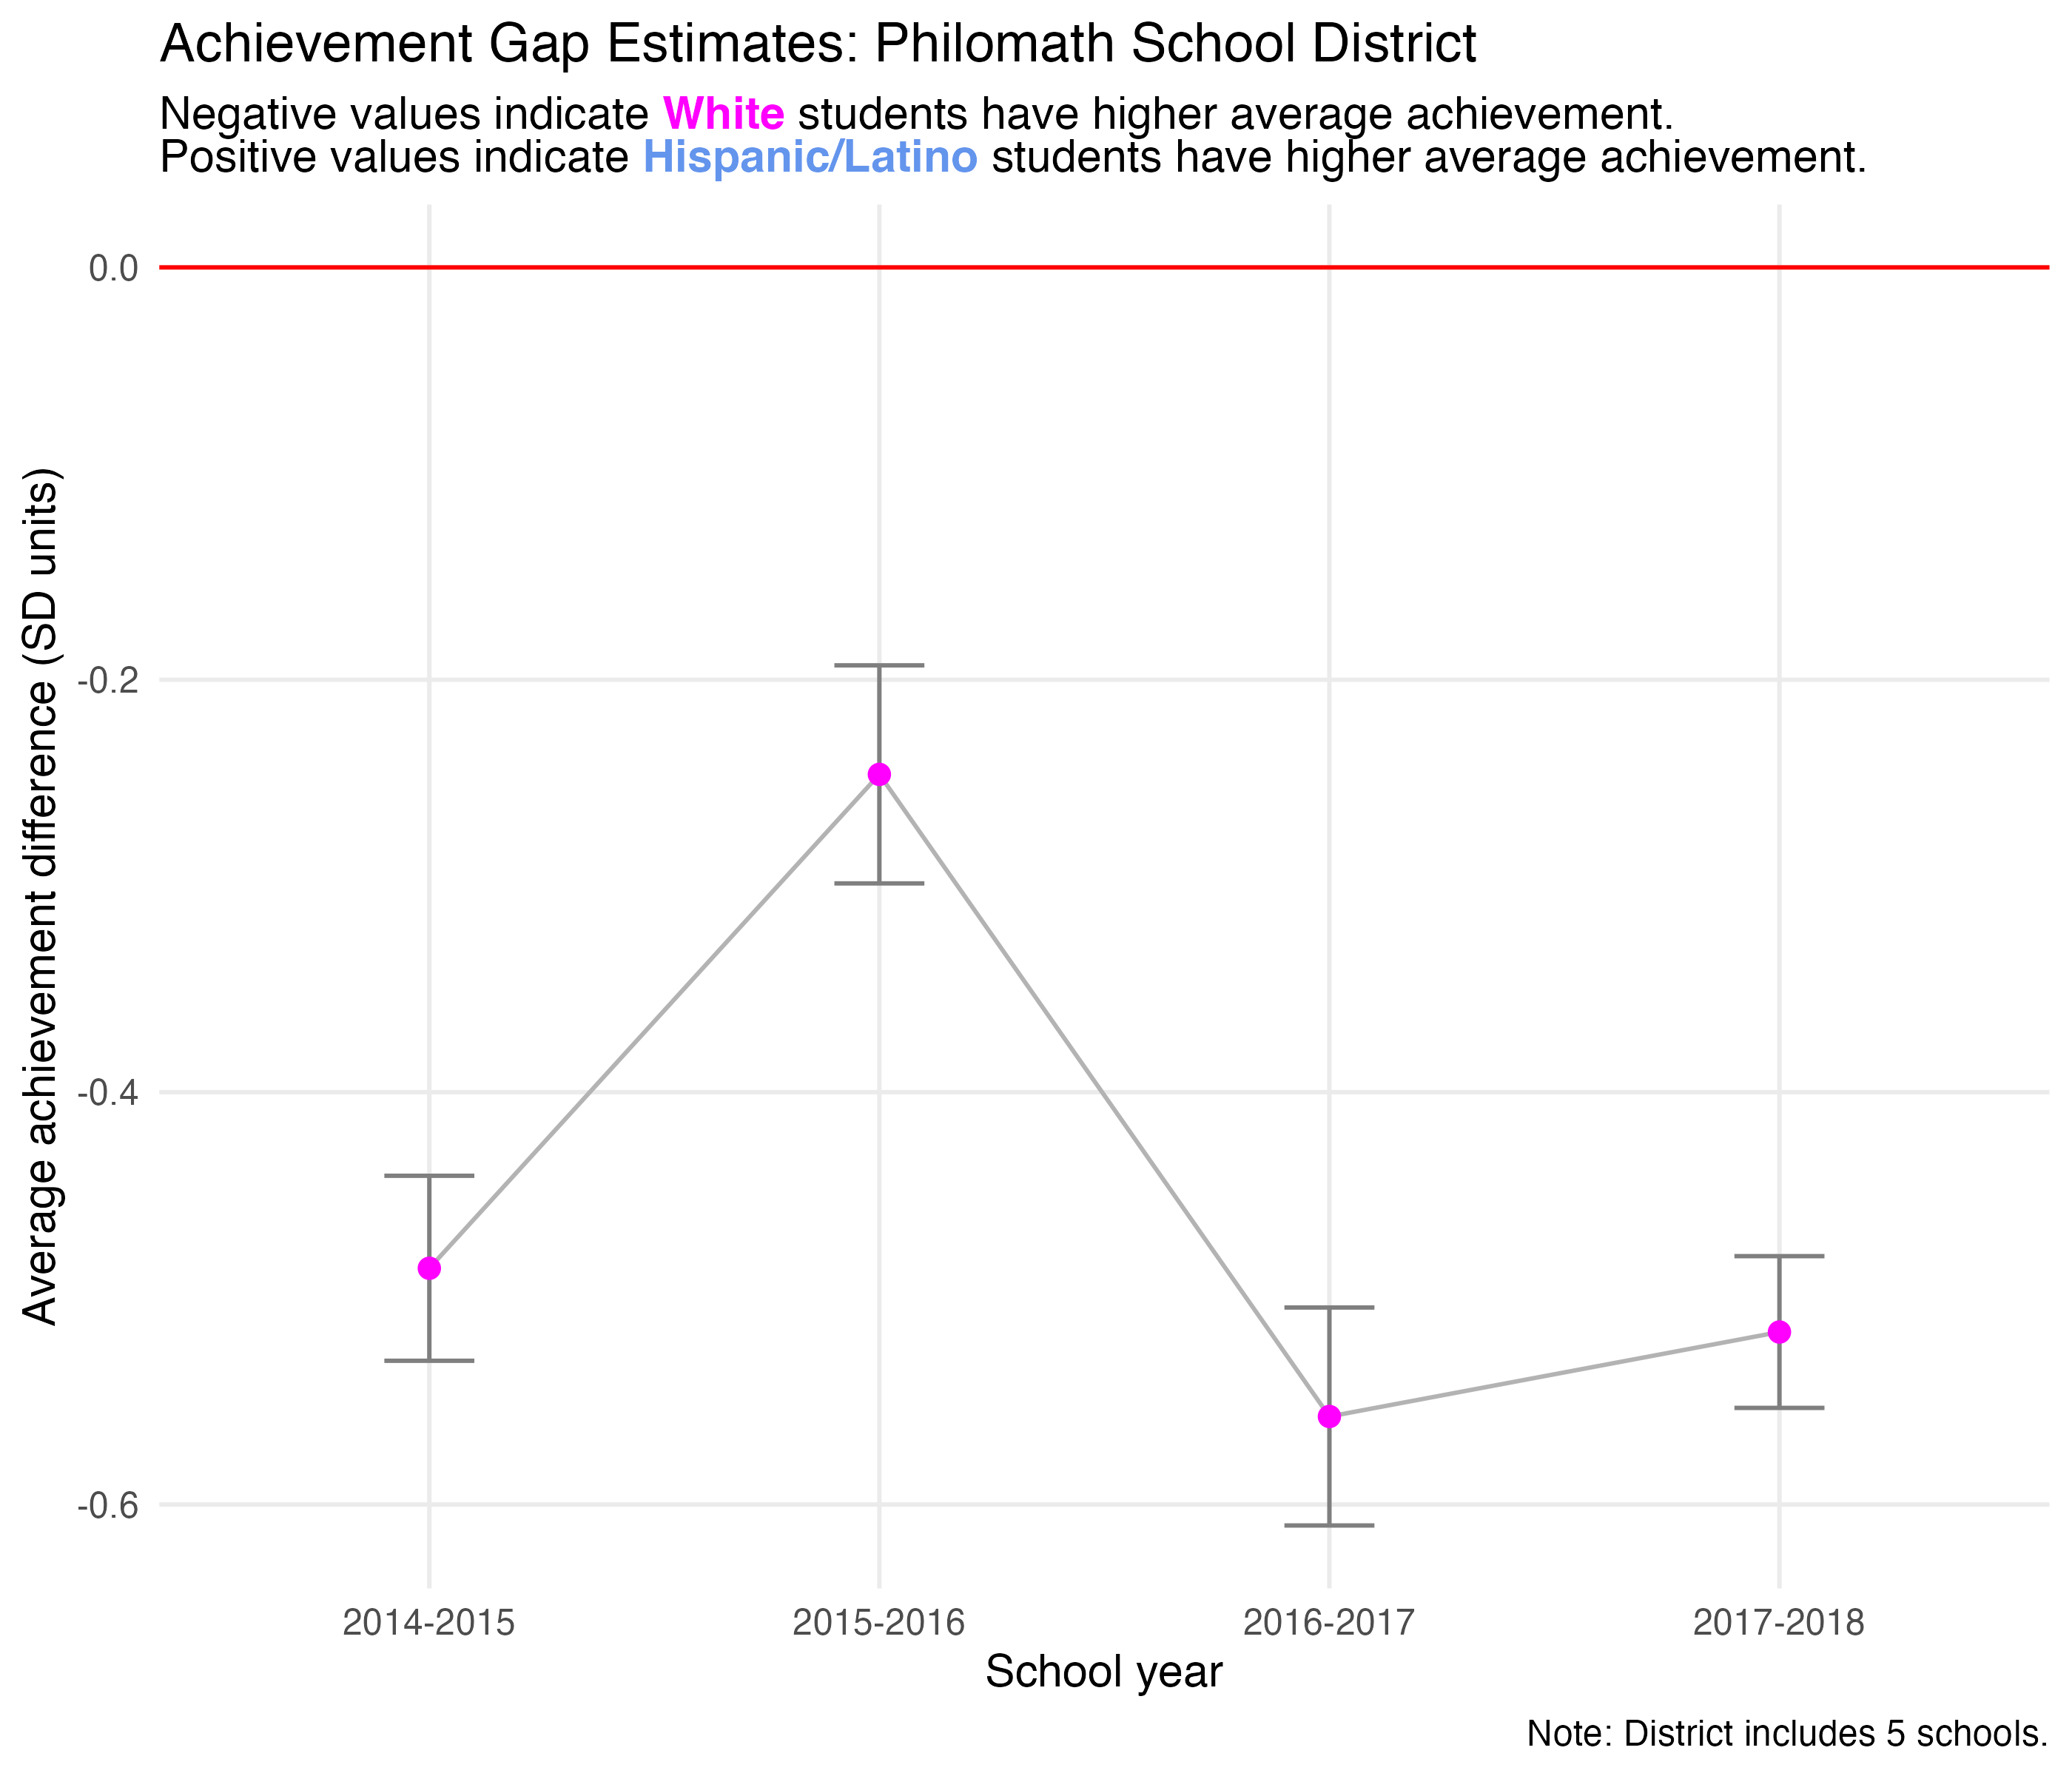 Achievement Gap Estimates: Philomath School District
Negative values indicate White students have higher average achievement.
Positive values indicate Hispanic/Latino students have higher average achievement.
Average achievement difference (SD units)
0.0
-0.2
-0.4
-0.6
2014-2015
2015-2016
2016-2017
2017-2018
School year
Note: District includes 5 schools.